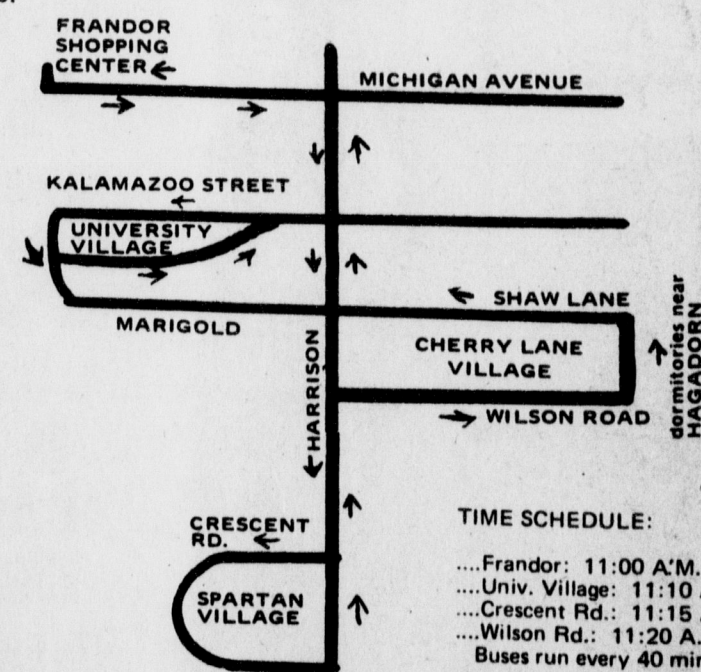 FRANDOR
SHOPPING
CENTER
MICHIGAN AVENUE
KALAMAZOO STREET
UNIVERSITY
VILLAGE
SHAW LANE
MARIGOLD
CHERRY LANE
VILLAGE
HARRISON
dormitories near
HAGADORN
WILSON ROAD
CRESCENT
RD.
SPARTAN
VILLAGE
TIME SCHEDULE:
....Frandor: 11:00 A.M.
....Univ. Village: 11:10
....Crescent Rd.: 11:15
....Wilson Rd.: 11:20 A.
Buses run every 40 min